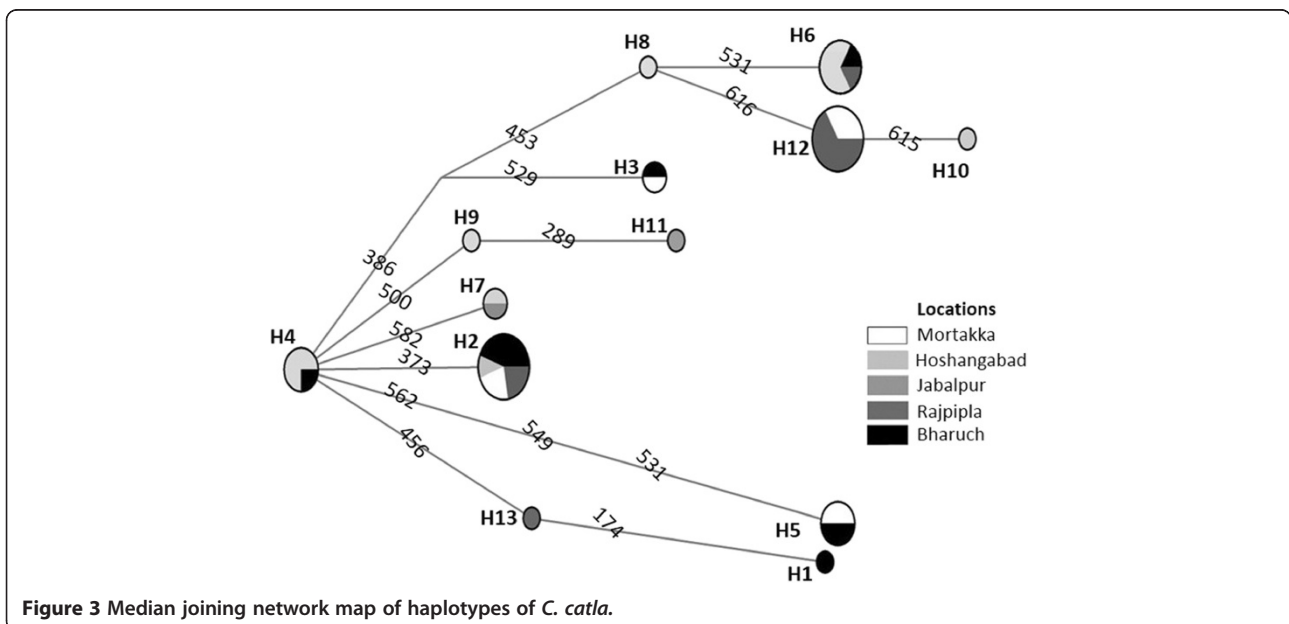 H8
531
H6
616
453
H12
615
H10
H3
529
H9
289
H11
386
500
H7
582
H4
H2
373
562
549
531
456
H13
174
H5
H1
Locations
Mortakka
Hoshangabad
Jabalpur
Rajpipla
Bharuch
Figure 3 Median joining network map of haplotypes of C. catla.